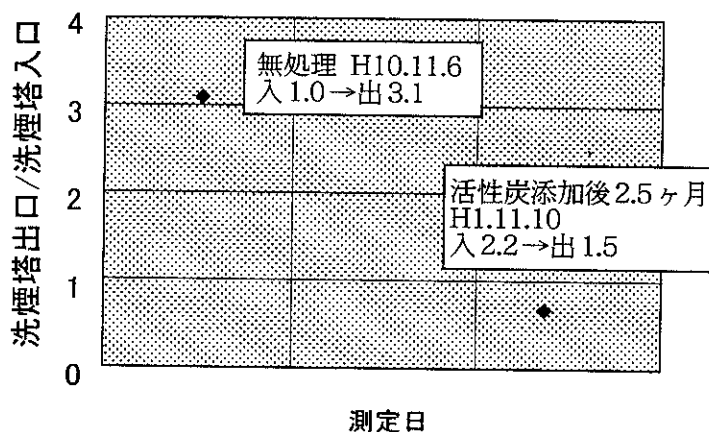 洗煙塔出口/洗煙塔入口
4
3
2
1
0
無処理 H10.11.6
入1.0→出3.1
活性炭添加後2.5ヶ月
H1.11.10
入2.2→出1.5
測定日